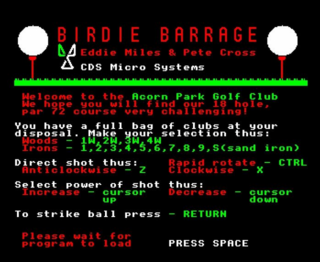 BIRDIE BARRAGE
Eddie Miles & Pete Cross
CDS Micro Systems
Welcome to the Acorn Park Golf Club
We hope you will find our 18 hole,
par 72 course very challenging!
You have a full bag of clubs at your
disposal. Make your selection thus:
Woods - 1W,2W,3W,4W
Irons - 1,2,3,4,5,6,7,8,9,S(sand iron)
Direct shot thus: Rapid rotate - CTRL
Anticlockwise - Z Clockwise - X
Select power of shot thus:
Increase - cursor up Decrease - cursor down
To strike ball press - RETURN
Please wait for
program to load PRESS SPACE